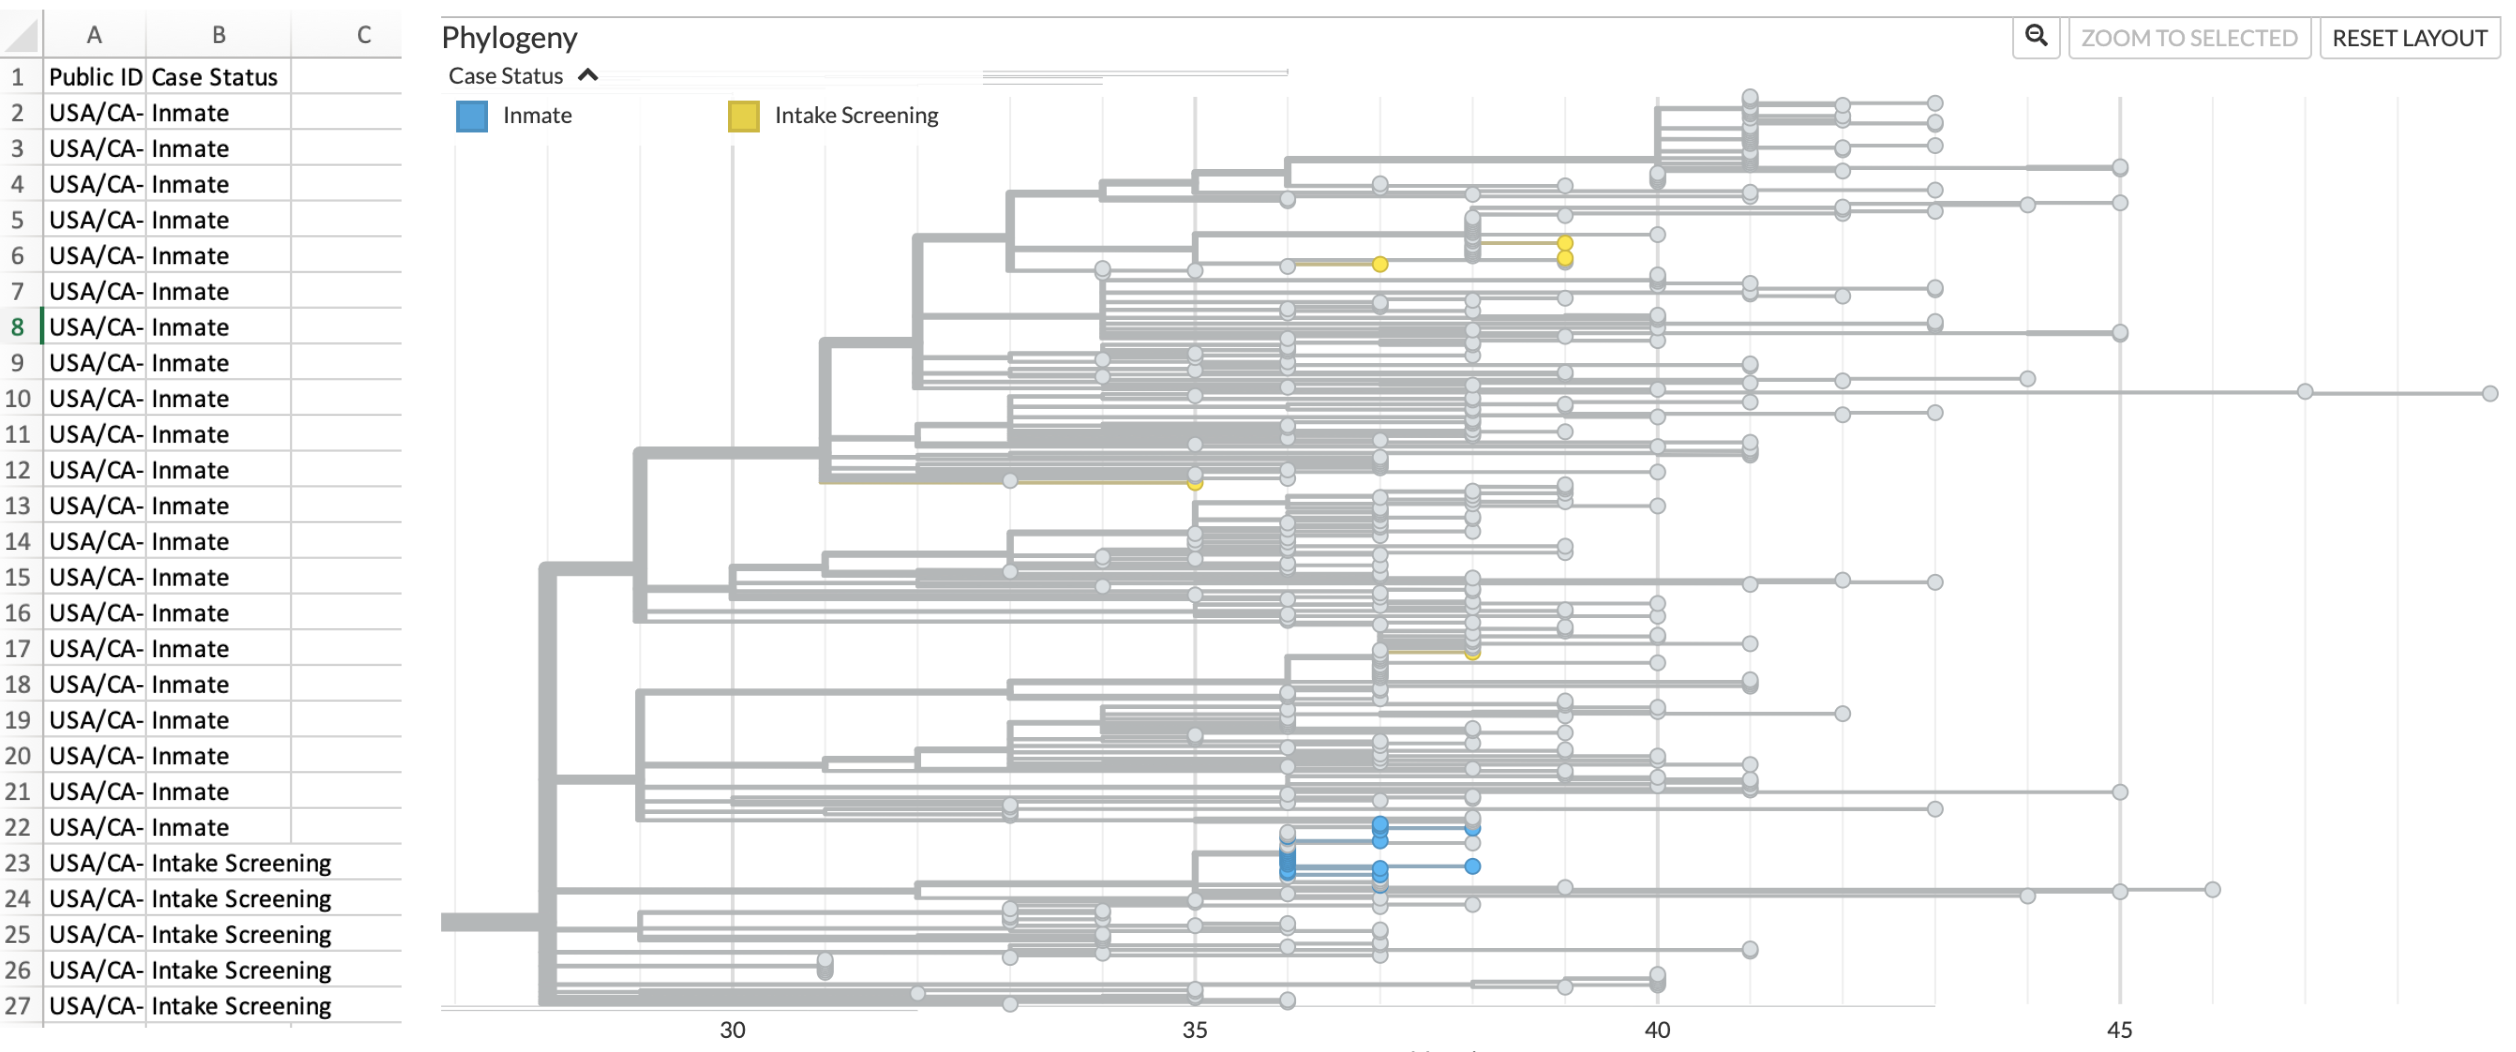 A B C
1 Public ID Case Status
2 USA/CA- Inmate
3 USA/CA- Inmate
4 USA/CA- Inmate
5 USA/CA- Inmate
6 USA/CA- Inmate
7 USA/CA- Inmate
8 USA/CA- Inmate
9 USA/CA- Inmate
10 USA/CA- Inmate
11 USA/CA- Inmate
12 USA/CA- Inmate
13 USA/CA- Inmate
14 USA/CA- Inmate
15 USA/CA- Inmate
16 USA/CA- Inmate
17 USA/CA- Inmate
18 USA/CA- Inmate
19 USA/CA- Inmate
20 USA/CA- Inmate
21 USA/CA- Inmate
22 USA/CA- Inmate
23 USA/CA- Intake Screening
24 USA/CA- Intake Screening
25 USA/CA- Intake Screening
26 USA/CA- Intake Screening
27 USA/CA- Intake Screening
Phylogeny
ZOOM TO SELECTED RESET LAYOUT
Case Status
Inmate Intake Screening
30 35 40 45